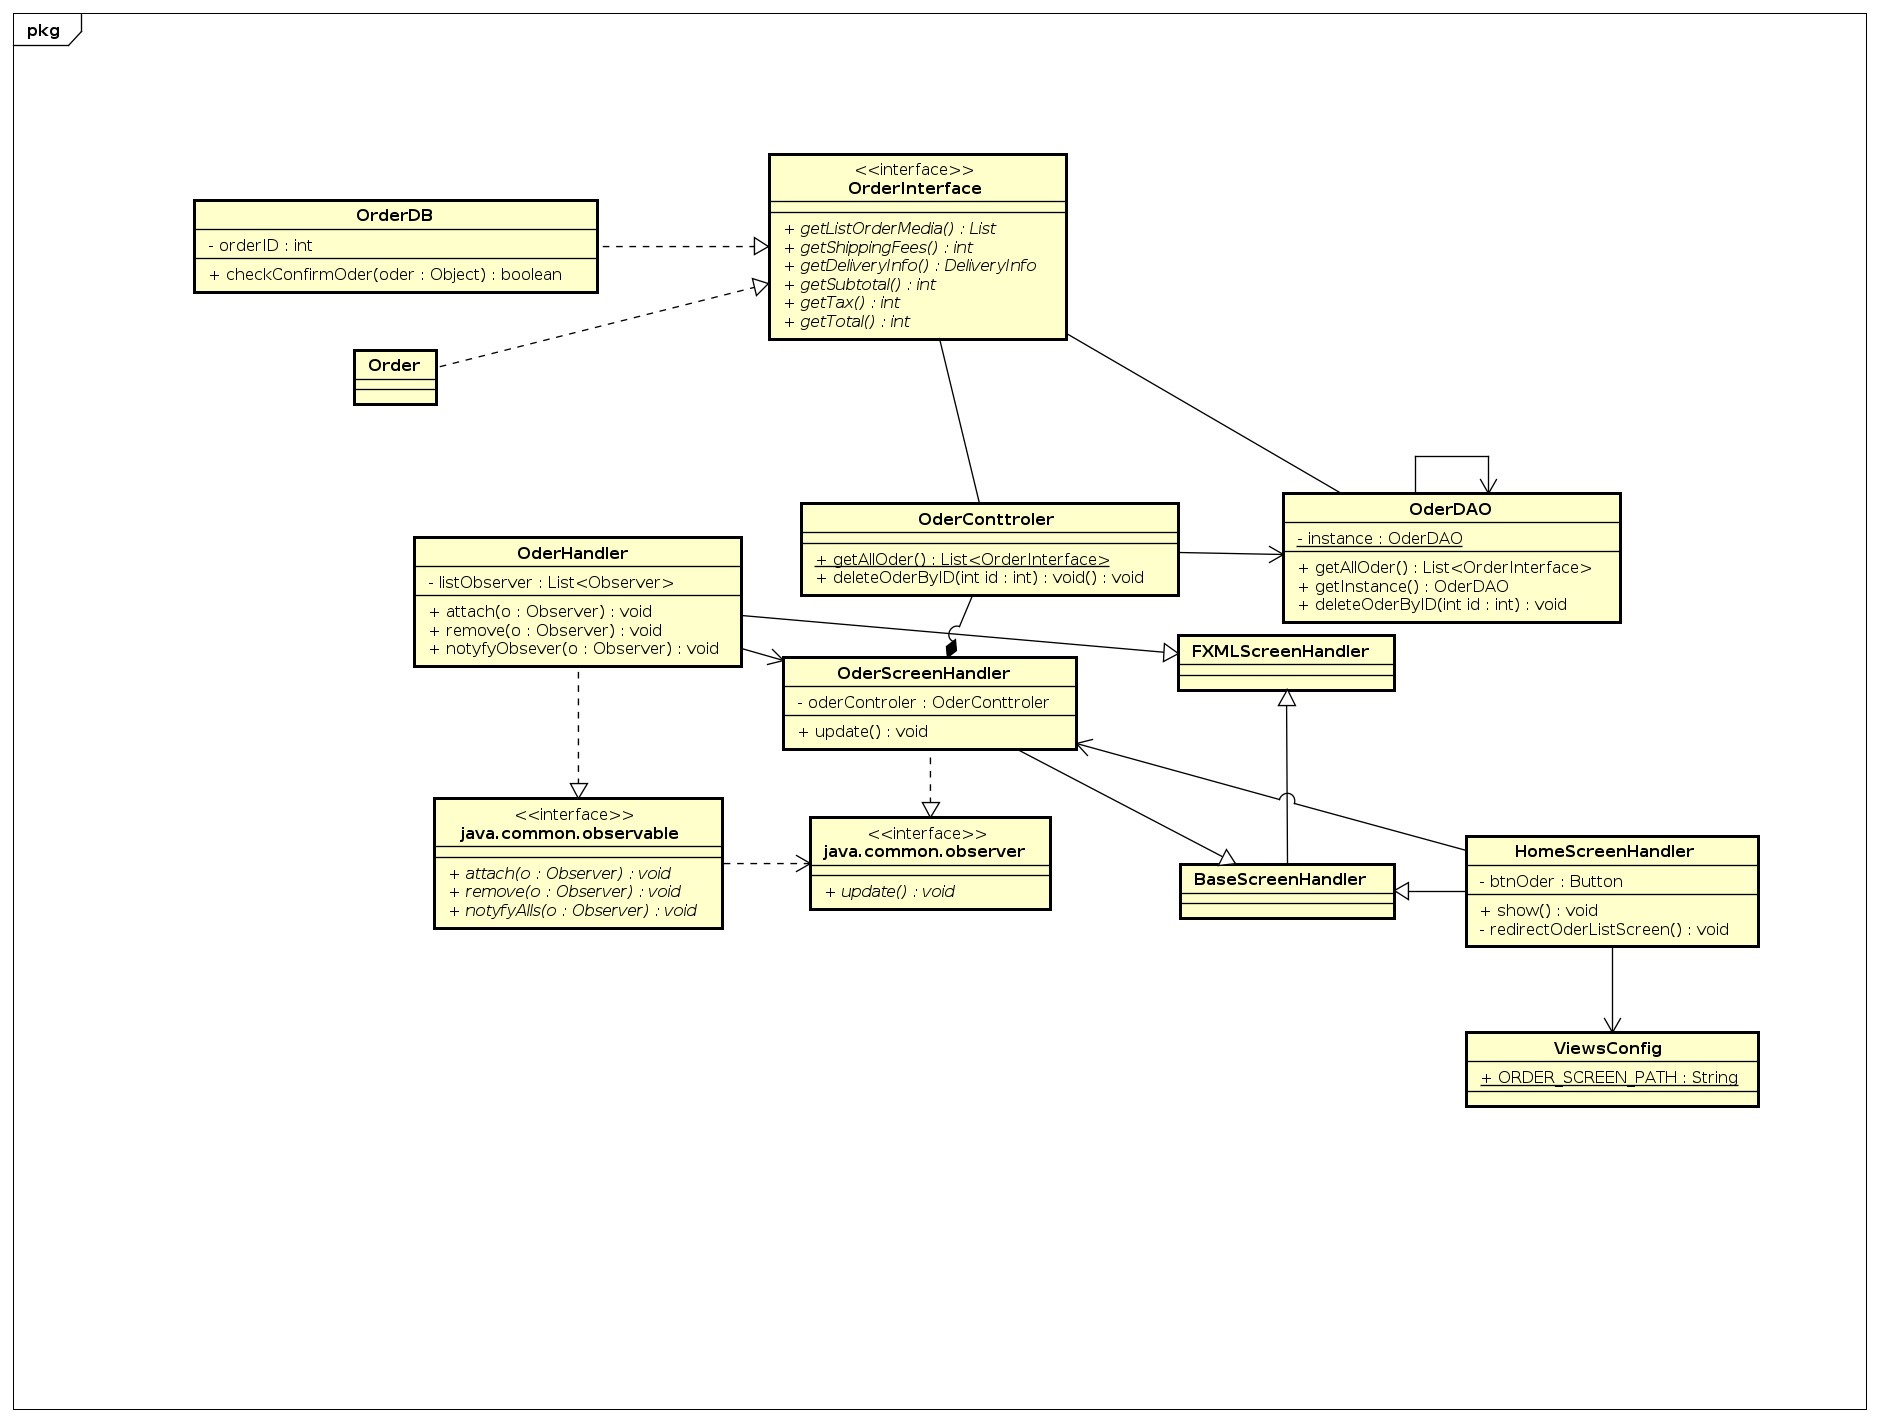 pkg
<<interface>>
OrderInterface
+ getListOrderMedia() : List
+ getShippingFees() : int
+ getDeliveryInfo() : DeliveryInfo
+ getSubtotal() : int
+ getTax() : int
+ getTotal() : int
OrderDB
- orderID : int
+ checkConfirmOder(oder : Object) : boolean
Order
OderConttroler
+ getAllOder() : List<OrderInterface>
+ deleteOderByID(int id : int) : void() : void
OderDAO
- instance : OderDAO
+ getAllOder() : List<OrderInterface>
+ getInstance() : OderDAO
+ deleteOderByID(int id : int) : void
OderHandler
- listObserver : List<Observer>
+ attach(o : Observer) : void
+ remove(o : Observer) : void
+ notyfyObsever(o : Observer) : void
FXMLScreenHandler
OderScreenHandler
- oderControler : OderConttroler
+ update() : void
<<interface>>
java.common.observable
+ attach(o : Observer) : void
+ remove(o : Observer) : void
+ notyfyAlls(o : Observer) : void
<<interface>>
java.common.observer
+ update() : void
BaseScreenHandler
HomeScreenHandler
- btnOder : Button
+ show() : void
- redirectOderListScreen() : void
ViewsConfig
+ ORDER_SCREEN_PATH : String